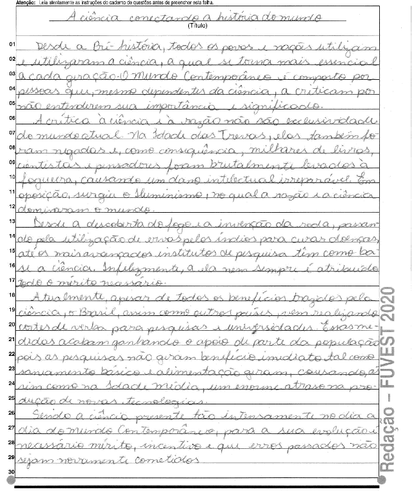 Atenção: Leia atentamente as instruções do caderno de questões antes de preencher esta folha.
A ciência conectando a história do mundo
(Título)
01 Desde a Pré-história, todos os povos e nações utilizam
02 e utilizaram a ciência, a qual se torna mais essencial
03 a cada geração. O mundo Contemporâneo é composto por
04 pessoas que, mesmo dependentes da ciência, a criticam por
05 não entenderem sua importância e significado.
06 A crítica à ciência e à razão não são exclusividade
07 do mundo actual. Na Idade das Trevas, elas também fo
08 ram negadas e, como consequência, milhares de livros,
09 cientistas e pensadores foram brutalmente levados à
10 fogueira, causando um dano intelectual irreparável. Em
11 oposição, surgiu o Iluminismo, no qual a razão e a ciência
12 dominaram o mundo.
13 Desde a descoberta do fogo e a invenção da roda, passan
14 do pela utilização de ervas pelos índios para curar doenças,
15 até os mais avançados institutos de pesquisa têm como ba
16 se a ciência. Infelizmente, a ela nem sempre é atribuído
17 todo o mérito necessário.
18 Atualmente, apesar de todos os benefícios trazidos pela
19 ciência, o Brasil, assim como outros países, vem realizando
20 cortes de verba para pesquisas e universidades. Essas me
21 didas acabam ganhando o apoio de parte da população
22 pois as pesquisas não geram benefício imediato tal como
23 saneamento básico e alimentação geram, causando, as
24 sim como na Idade Média, um enorme atraso na pro
25 dução de novas tecnologias.
26 Sendo a ciência presente tão intensamente no dia a
27 dia do mundo Contemporâneo, para a sua evolução é
28 necessário mérito, incentivo e que erros passados não
29 sejam novamente cometidos.
30
Redação – FUVEST 2020